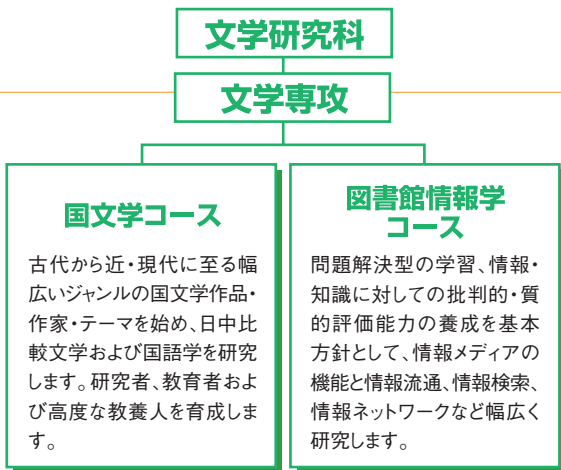 文学研究科
文学専攻
国文学コース
古代から近・現代に至る幅
広いジャンルの国文学作品・
作家・テーマを始め、日中比
較文学および国語学を研究
します。研究者、教育者およ
び高度な教養人を育成しま
す。
図書館情報学
コース
問題解決型の学習、情報・
知識に対しての批判的・質
的評価能力の養成を基本
方針として、情報メディアの
機能と情報流通、情報検索、
情報ネットワークなど幅広く
研究します。